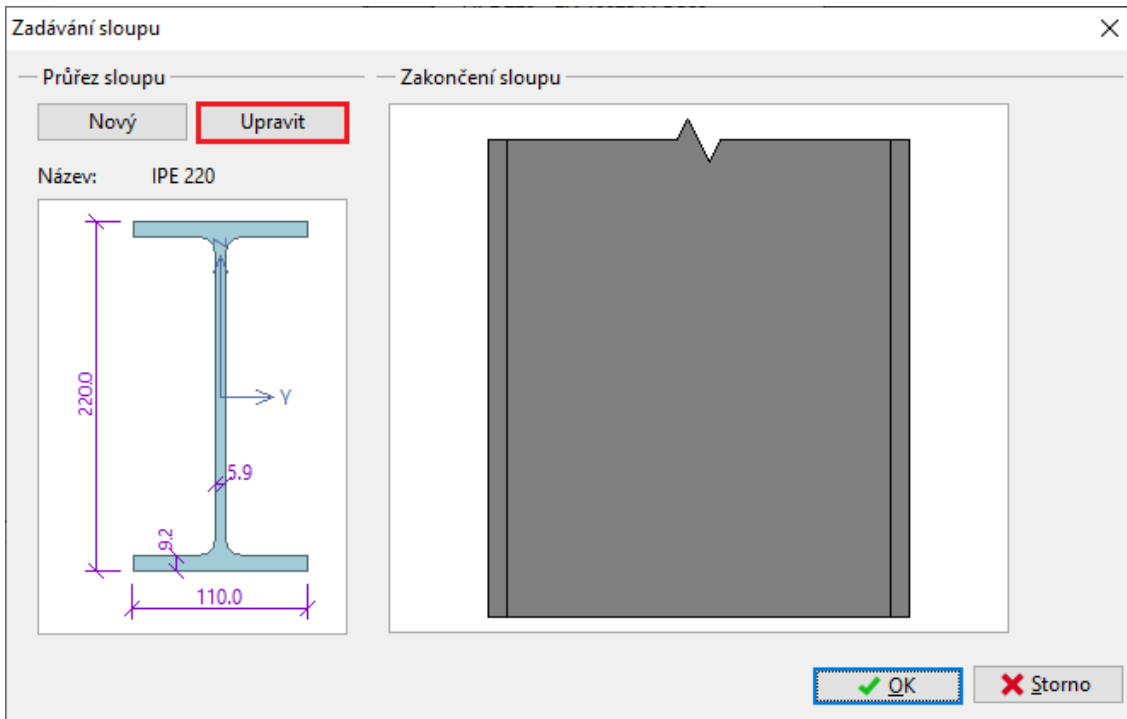 Zadávání sloupu
Průřez sloupu
Zakončení sloupu
Nový
Upravit
Název: IPE 220
Z
220.0
Y
5.9
9.2
110.0
OK
Storno